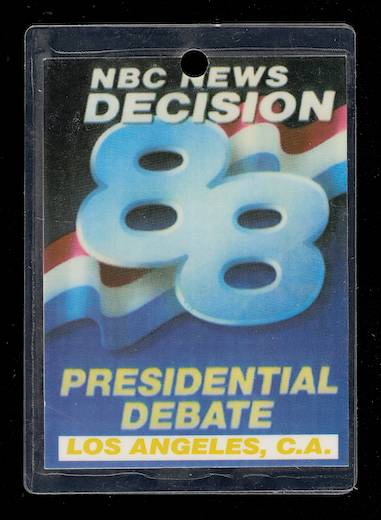 NBC NEWS
DECISION
88
PRESIDENTIAL
DEBATE
LOS ANGELES, C.A.